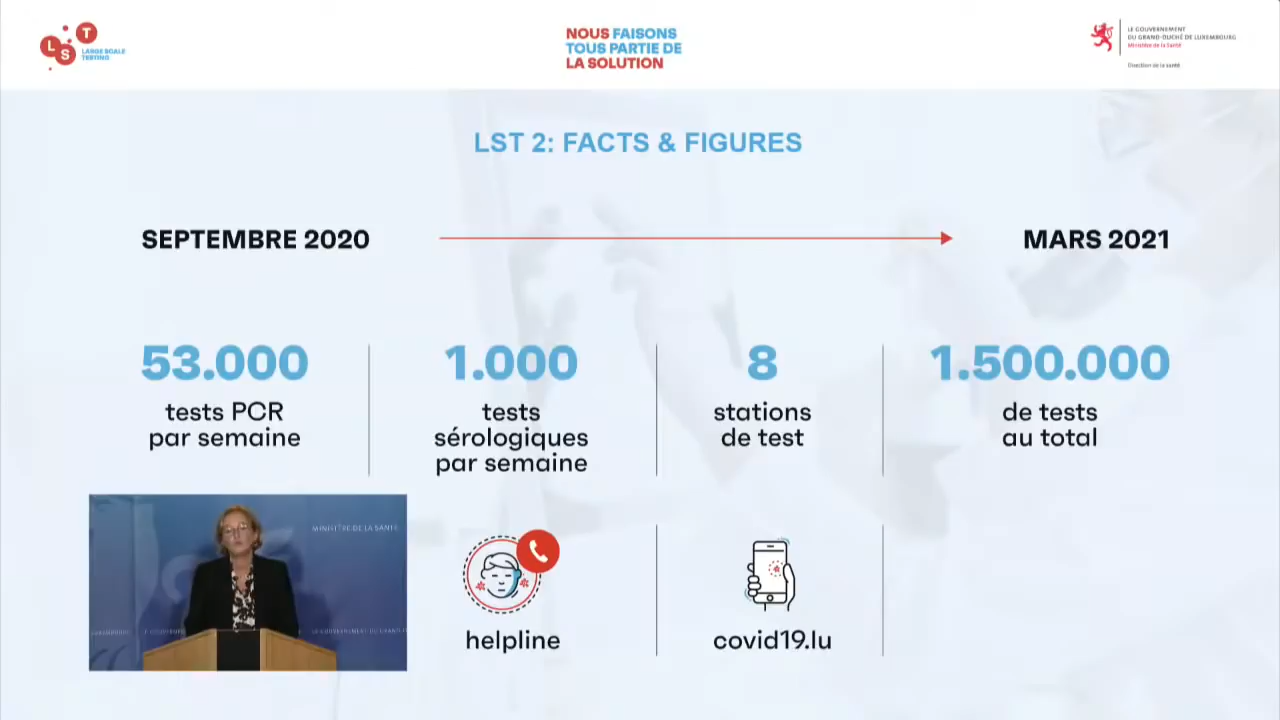 L S T LARGE SCALE
TESTING
NOUS FAISONS
TOUS PARTIE DE
LA SOLUTION
LE GOUVERNEMENT
DU GRAND-DUCHÉ DE LUXEMBOURG
Ministère de la Santé
Direction de la santé
LST 2: FACTS & FIGURES
SEPTEMBRE 2020
MARS 2021
53.000
tests PCR
par semaine
1.000
tests
sérologiques
par semaine
8
stations
de test
1.500.000
de tests
au total
MINISTÈRE DE LA SANTÉ
LE GOUVERNEMENT DU GRAND
helpline
covid19.lu